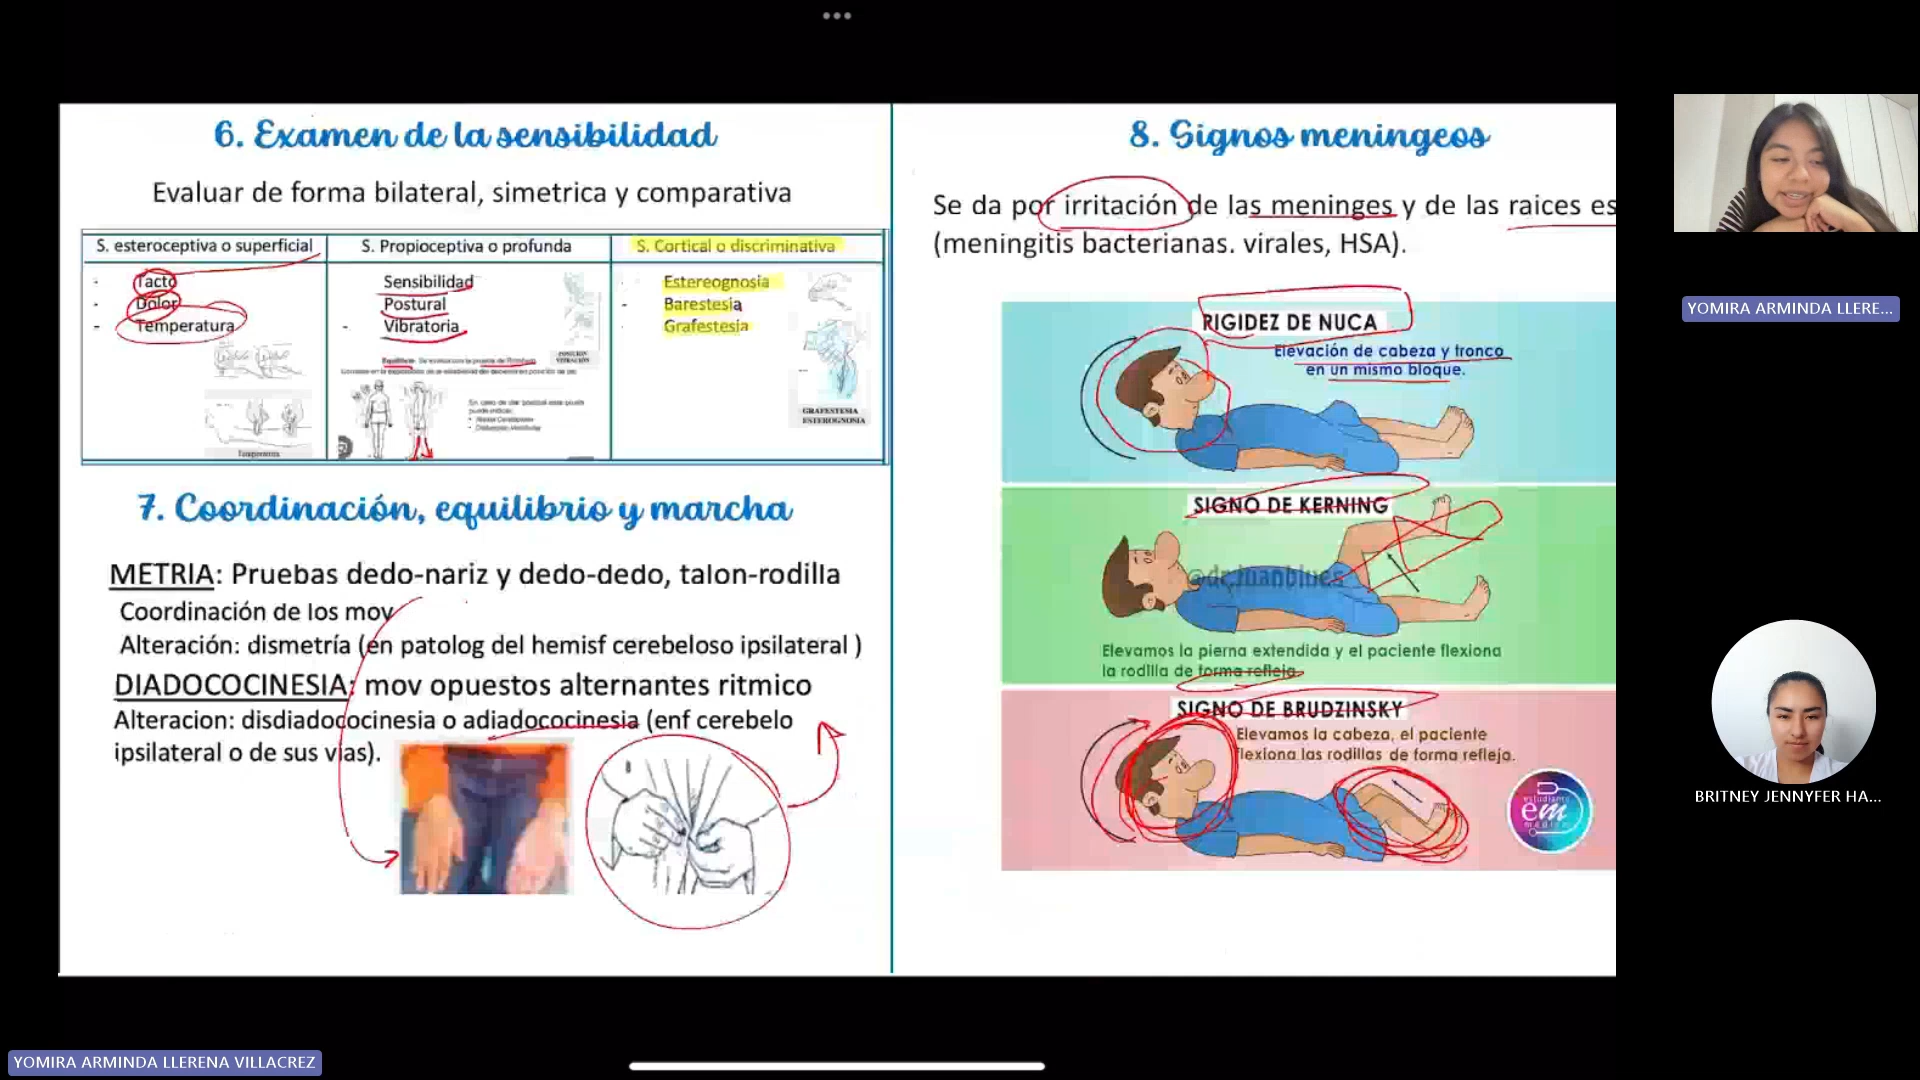 6. Examen de la sensibilidad
Evaluar de forma bilateral, simetrica y comparativa
S. esteroceptiva o superficial
- Tacto
- Dolor
- Temperatura
Temperatura
S. Propioceptiva o profunda
Sensibilidad
Postural
- Vibratoria
S. Cortical o discriminativa
Estereognosia
- Barestesia
Grafestesia
GRAFESTESIA
ESTEROGNOSIA
7. Coordinación, equilibrio y marcha
METRIA: Pruebas dedo-nariz y dedo-dedo, talon-rodilla
Coordinación de los mov
Alteración: dismetría (en patolog del hemisf cerebeloso ipsilateral )
DIADOCOCINESIA: mov opuestos alternantes ritmico
Alteracion: disdiadococinesia o adiadococinesia (enf cerebelo
ipsilateral o de sus vías).
8. Signos meningeos
Se da por irritación de las meninges y de las raices es
(meningitis bacterianas. virales, HSA).
RIGIDEZ DE NUCA
Elevación de cabeza y tronco
en un mismo bloque.
SIGNO DE KERNING
@dr.juanblues
Elevamos la pierna extendida y el paciente flexiona
la rodilla de forma refleja
SIGNO DE BRUDZINSKY
Elevamos la cabeza, el paciente
flexiona las rodillas de forma refleja.
em
YOMIRA ARMINDA LLERE...
BRITNEY JENNYFER HA...
YOMIRA ARMINDA LLERENA VILLACREZ